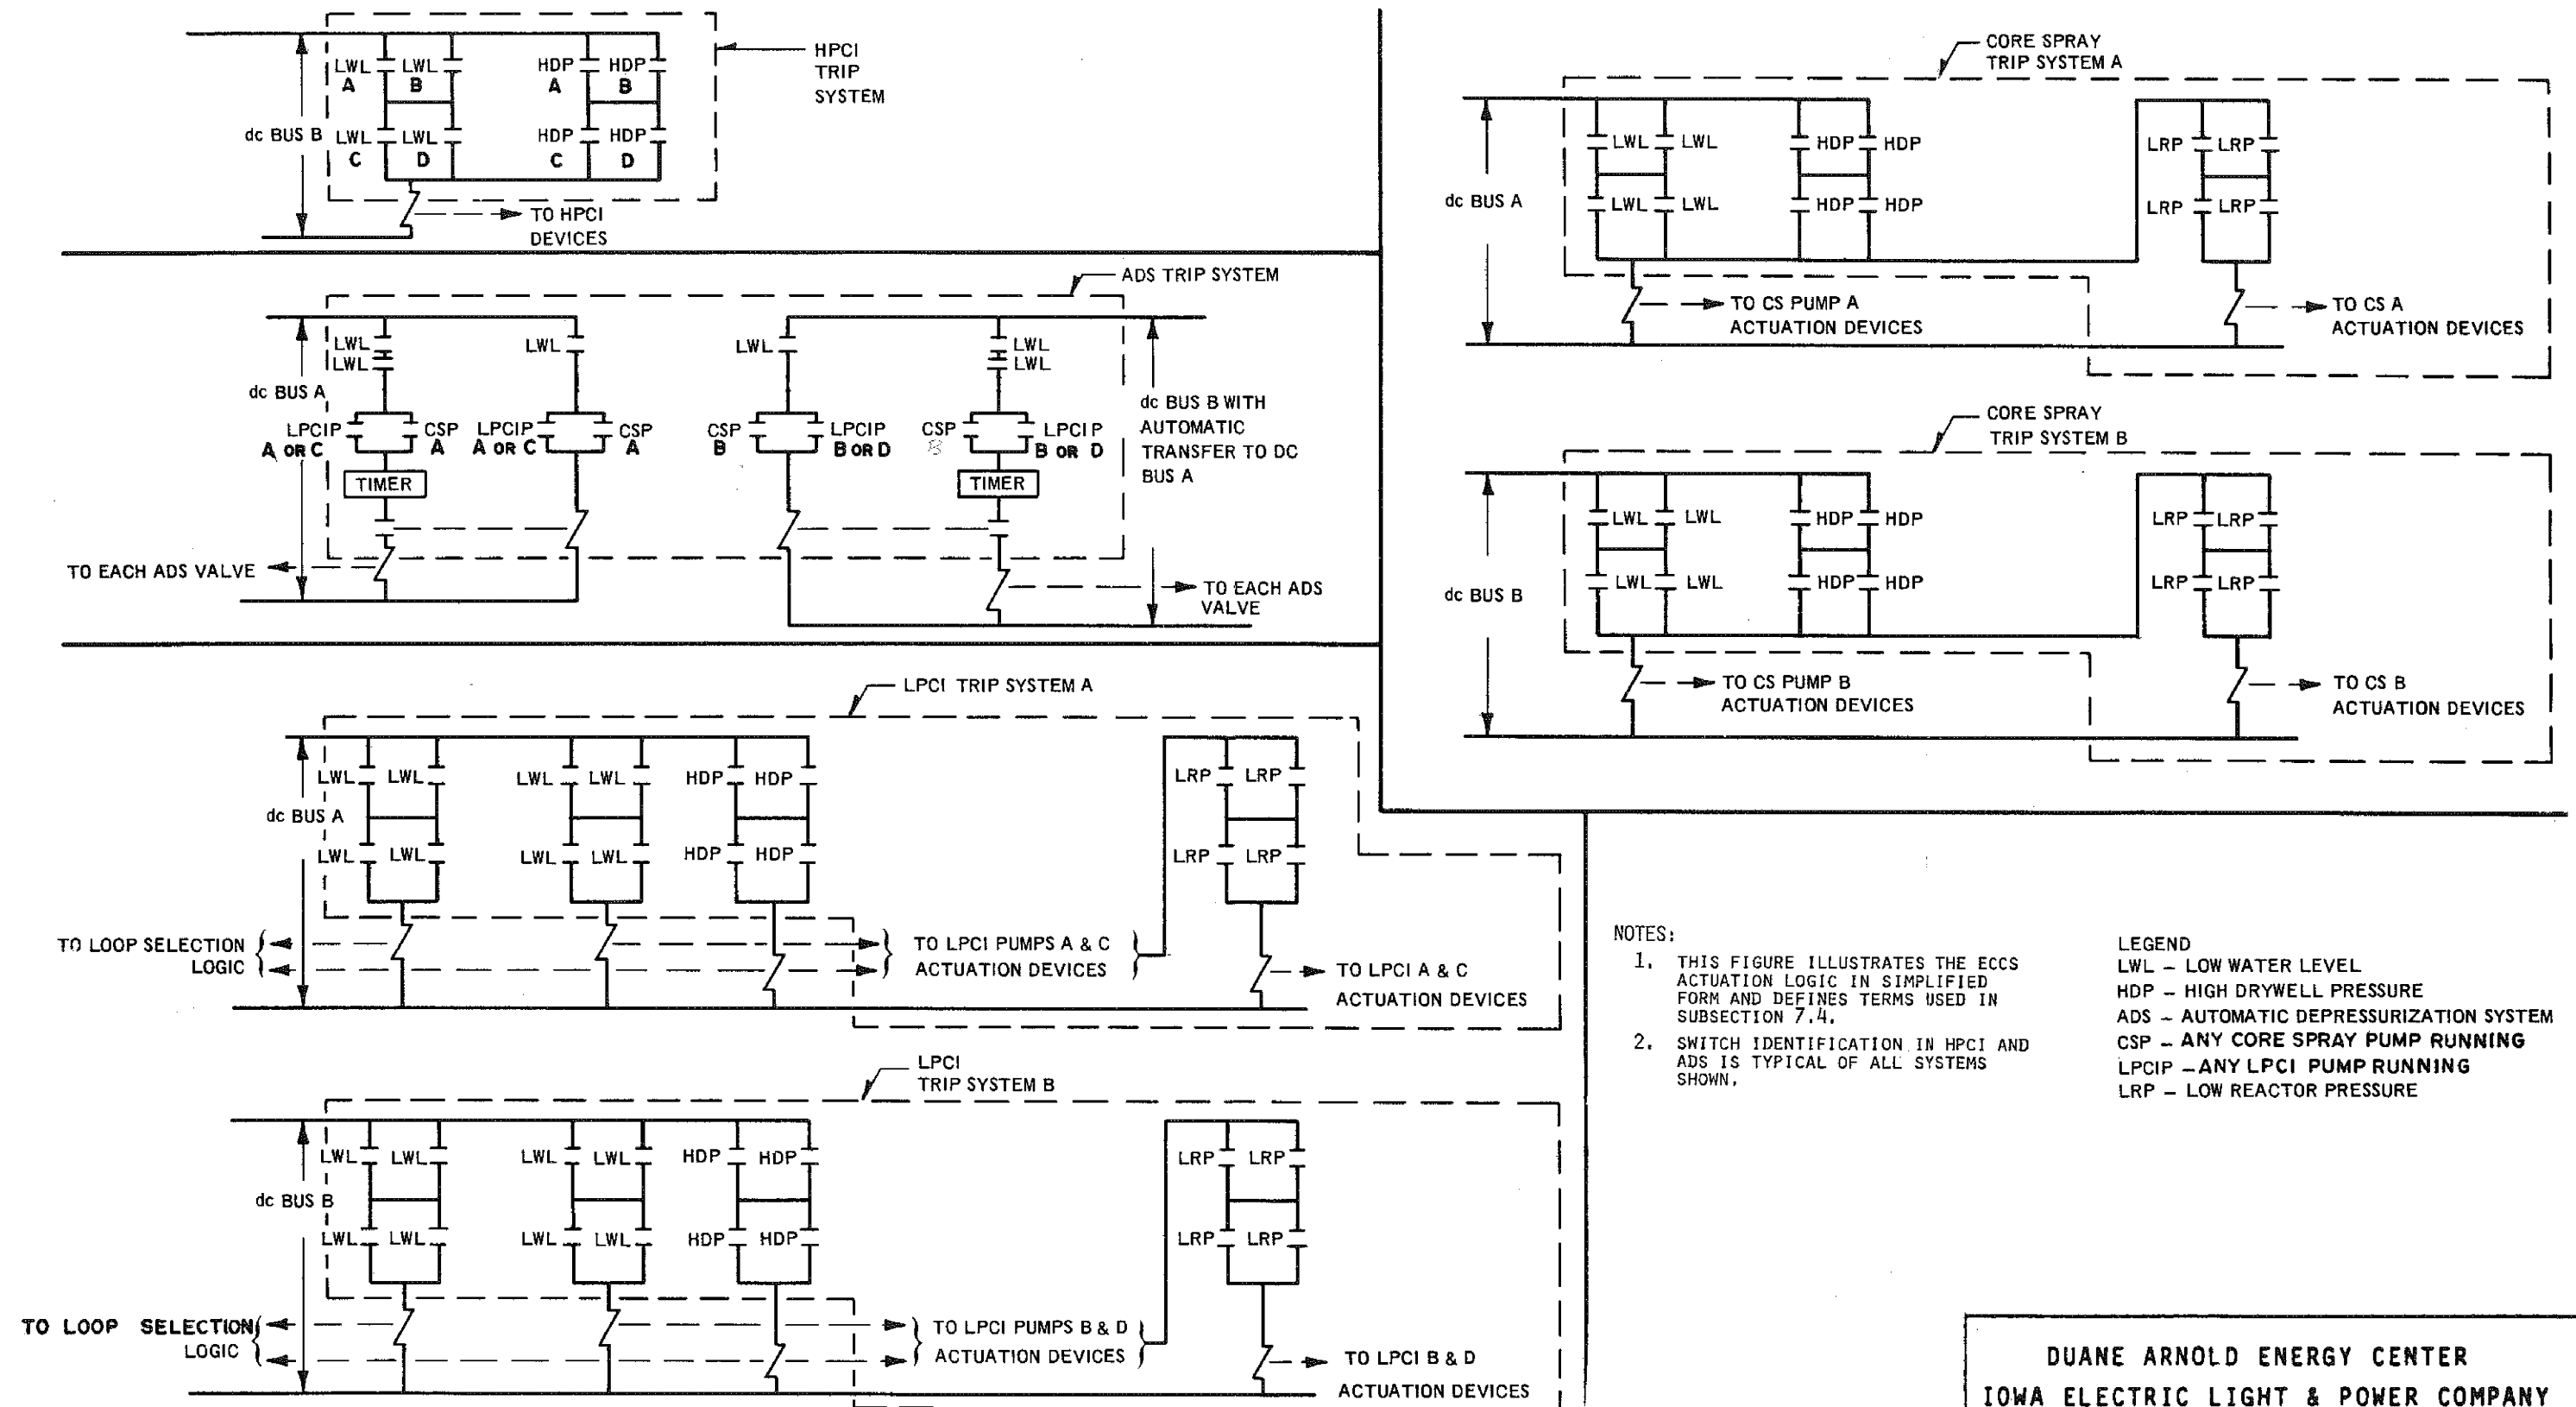 HPCI
TRIP
SYSTEM
LWL LWL HDP HDP
A B A B
dc BUS B
LWL LWL HDP HDP
C D C D
TO HPCI
DEVICES
ADS TRIP SYSTEM
LWL
LWL
LWL
LWL
LWL
LWL
dc BUS A
dc BUS B WITH
AUTOMATIC
TRANSFER TO DC
BUS A
LPCIP CSP LPCIP CSP CSP LPCIP CSP LPCIP
A OR C A A OR C A B B OR D B B OR D
TIMER TIMER
TO EACH ADS VALVE
TO EACH ADS
VALVE
LPCI TRIP SYSTEM A
LWL LWL LWL LWL HDP HDP LRP LRP
dc BUS A
LWL LWL LWL LWL HDP HDP LRP LRP
TO LOOP SELECTION
LOGIC
TO LPCI PUMPS A & C
ACTUATION DEVICES
TO LPCI A & C
ACTUATION DEVICES
LPCI
TRIP SYSTEM B
LWL LWL LWL LWL HDP HDP LRP LRP
dc BUS B
LWL LWL LWL LWL HDP HDP LRP LRP
TO LOOP SELECTION
LOGIC
TO LPCI PUMPS B & D
ACTUATION DEVICES
TO LPCI B & D
ACTUATION DEVICES
CORE SPRAY
TRIP SYSTEM A
LWL LWL HDP HDP LRP LRP
dc BUS A
LWL LWL HDP HDP LRP LRP
TO CS PUMP A
ACTUATION DEVICES
TO CS A
ACTUATION DEVICES
CORE SPRAY
TRIP SYSTEM B
LWL LWL HDP HDP LRP LRP
dc BUS B
LWL LWL HDP HDP LRP LRP
TO CS PUMP B
ACTUATION DEVICES
TO CS B
ACTUATION DEVICES
NOTES:
1. THIS FIGURE ILLUSTRATES THE ECCS
ACTUATION LOGIC IN SIMPLIFIED
FORM AND DEFINES TERMS USED IN
SUBSECTION 7.4.
2. SWITCH IDENTIFICATION IN HPCI AND
ADS IS TYPICAL OF ALL SYSTEMS
SHOWN.
LEGEND
LWL – LOW WATER LEVEL
HDP – HIGH DRYWELL PRESSURE
ADS – AUTOMATIC DEPRESSURIZATION SYSTEM
CSP – ANY CORE SPRAY PUMP RUNNING
LPCIP – ANY LPCI PUMP RUNNING
LRP – LOW REACTOR PRESSURE
DUANE ARNOLD ENERGY CENTER
IOWA ELECTRIC LIGHT & POWER COMPANY